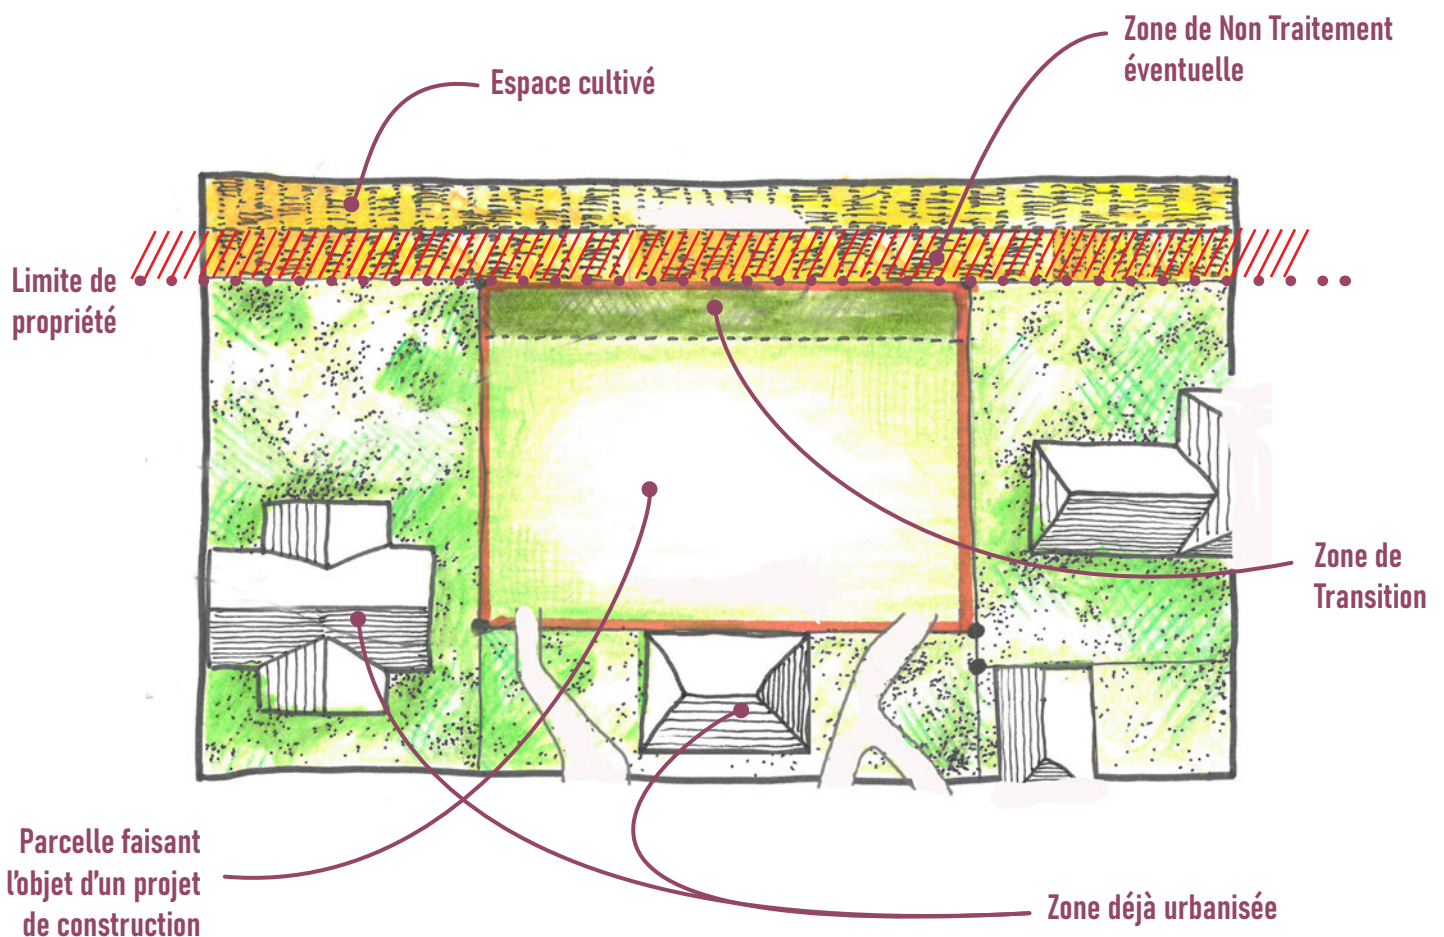 Zone de Non Traitement
éventuelle
Espace cultivé
Limite de
propriété
Zone de
Transition
Parcelle faisant
l'objet d'un projet
de construction
Zone déjà urbanisée